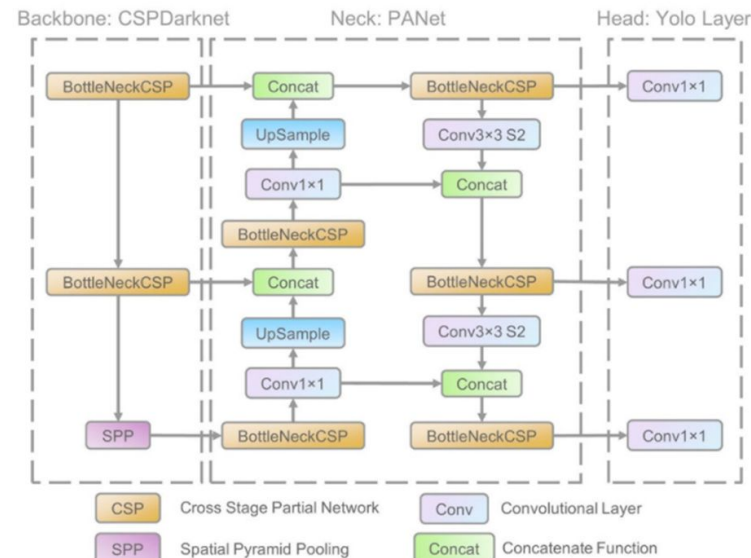 Backbone: CSPDarknet Neck: PANet Head: Yolo Layer
BottleNeckCSP Concat BottleNeckCSP Conv1×1
UpSample Conv3×3 S2
Conv1×1 Concat
BottleNeckCSP
BottleNeckCSP Concat BottleNeckCSP Conv1×1
UpSample Conv3×3 S2
Conv1×1 Concat
SPP BottleNeckCSP BottleNeckCSP Conv1×1
CSP Cross Stage Partial Network Conv Convolutional Layer
SPP Spatial Pyramid Pooling Concat Concatenate Function